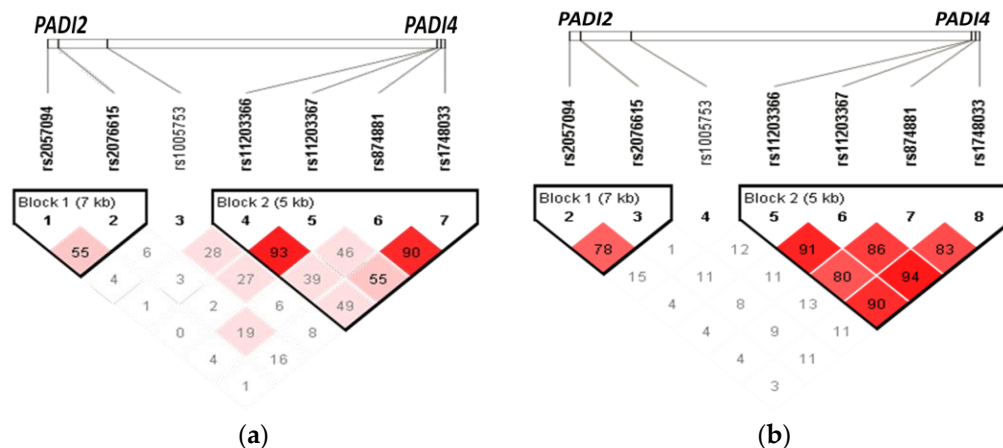 PADI2 PADI4
rs2057094 rs2076615 rs1005753 rs11203366 rs11203367 rs874881 rs1748033
Block 1 (7 kb) Block 2 (5 kb)
1 2 3 4 5 6 7
55 6 28 93 46 90
4 3 27 39 55
1 2 6 49
0 19 8
4 16
1
(a)
PADI2 PADI4
rs2057094 rs2076615 rs1005753 rs11203366 rs11203367 rs874881 rs1748033
Block 1 (7 kb) Block 2 (5 kb)
2 3 4 5 6 7 8
78 1 12 91 86 83
15 11 11 80 94
4 8 13 90
4 9 11
4 11
3
(b)